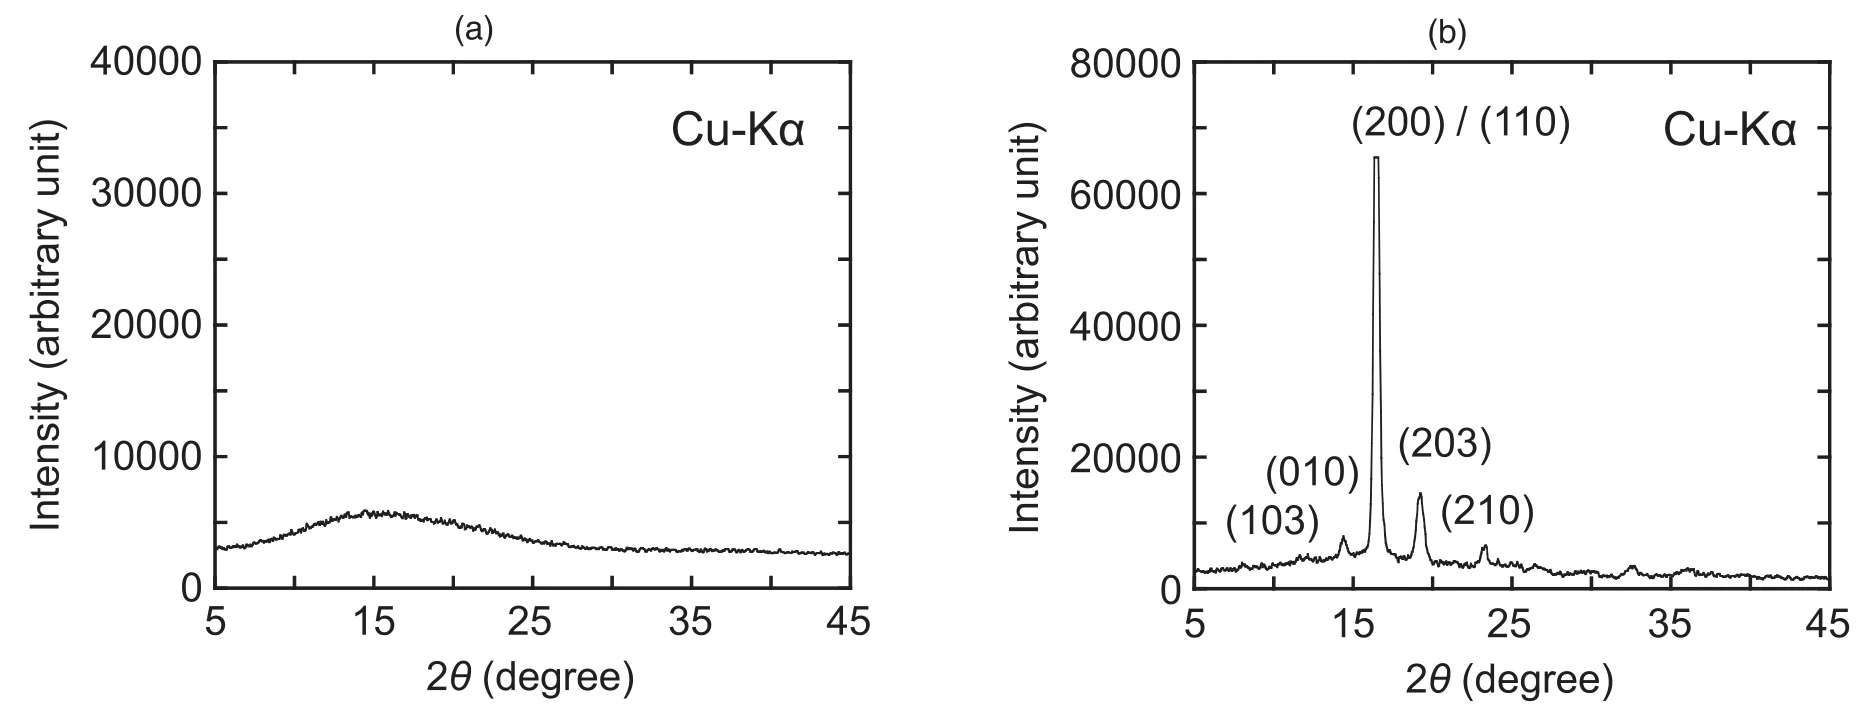 (a)
40000
30000
20000
10000
0
5 15 25 35 45
Intensity (arbitrary unit)
2θ (degree)
Cu-Kα
(b)
80000
60000
40000
20000
0
5 15 25 35 45
Intensity (arbitrary unit)
2θ (degree)
(200) / (110)
Cu-Kα
(203)
(010)
(103)
(210)